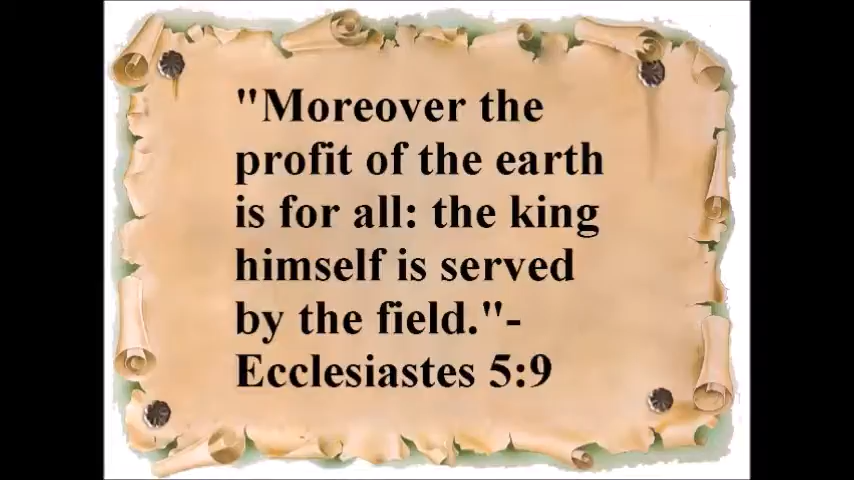 "Moreover the
profit of the earth
is for all: the king
himself is served
by the field."-
Ecclesiastes 5:9